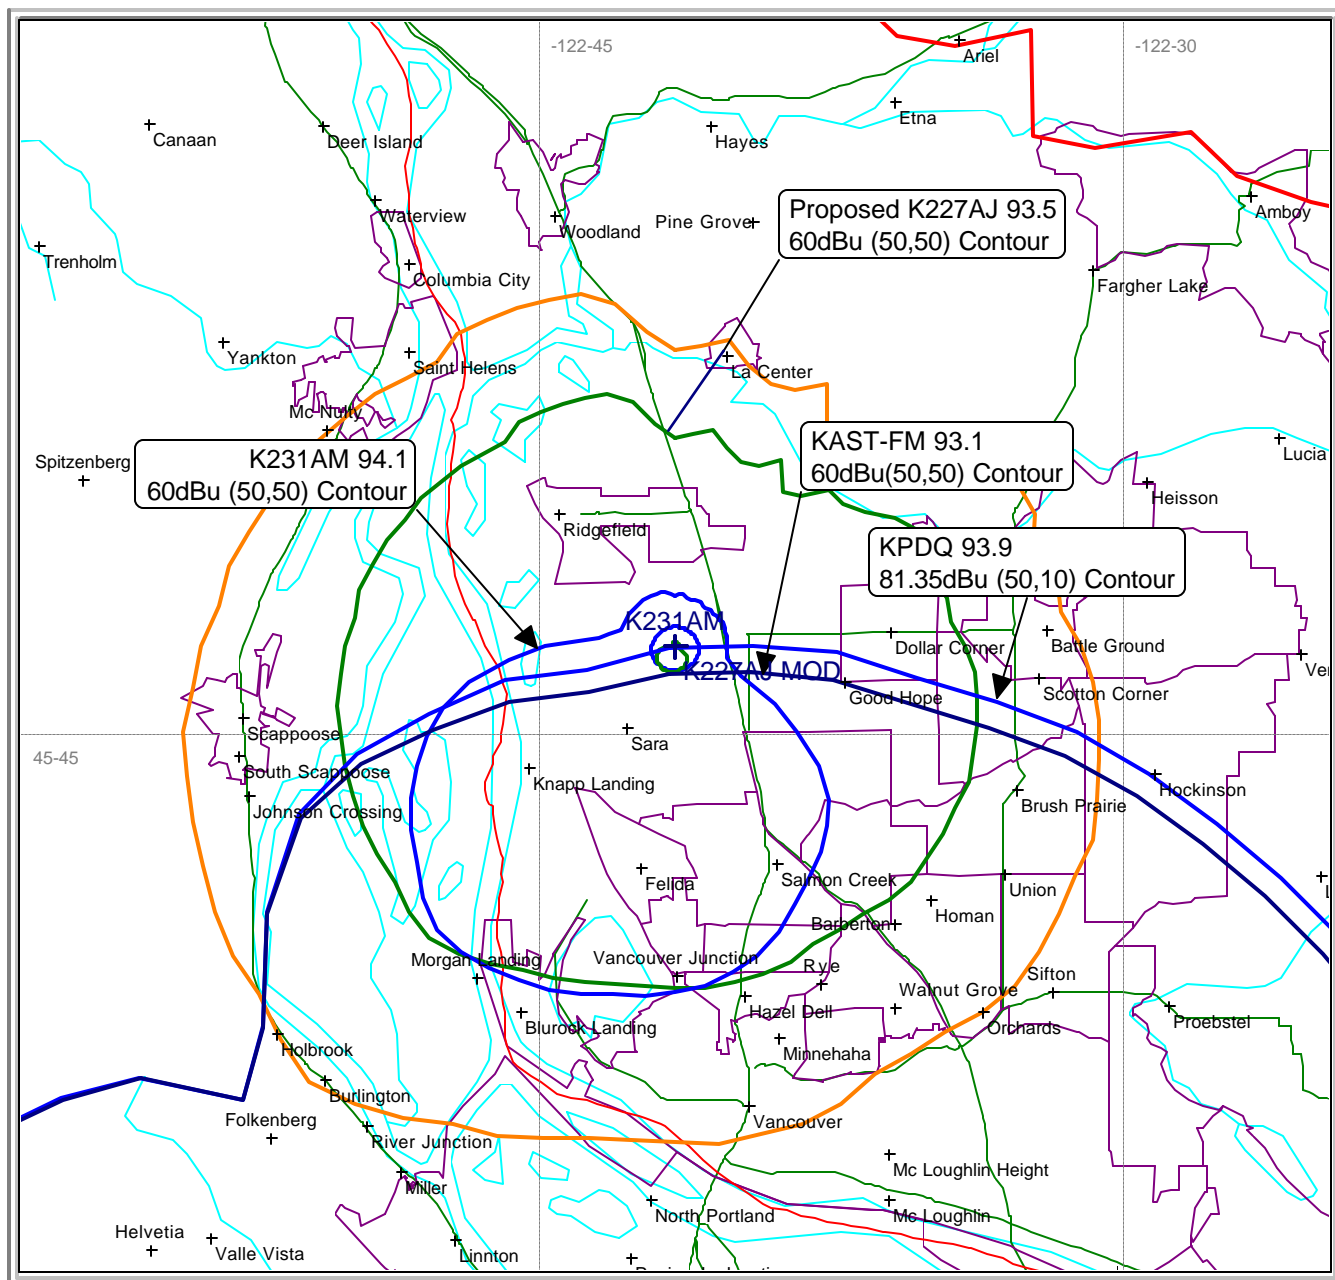 -122-45
-122-30
Ariel
Etna
Canaan
Deer Island
Hayes
Waterview
Woodland
Pine Grove
Proposed K227AJ 93.5
60dBu (50,50) Contour
Amboy
Trenholm
Columbia City
Fargher Lake
Yankton
Saint Helens
La Center
Mc Nulty
K231AM 94.1
60dBu (50,50) Contour
KAST-FM 93.1
60dBu(50,50) Contour
Lucia
Spitzenberg
Heisson
Ridgefield
KPDQ 93.9
81.35dBu (50,10) Contour
K231AM
K227AJ MOD
Dollar Corner
Battle Ground
Good Hope
Scotton Corner
Scappoose
Sara
45-45
South Scappoose
Knapp Landing
Johnson Crossing
Brush Prairie
Hockinson
Felida
Salmon Creek
Union
Homan
Barberton
Morgan Landing
Vancouver Junction
Rye
Sifton
Walnut Grove
Blurock Landing
Hazel Dell
Orchards
Proebstel
Holbrook
Minnehaha
Burlington
Folkenberg
Vancouver
River Junction
Mc Loughlin Height
Miller
North Portland
Mc Loughlin
Helvetia
Valle Vista
Linnton